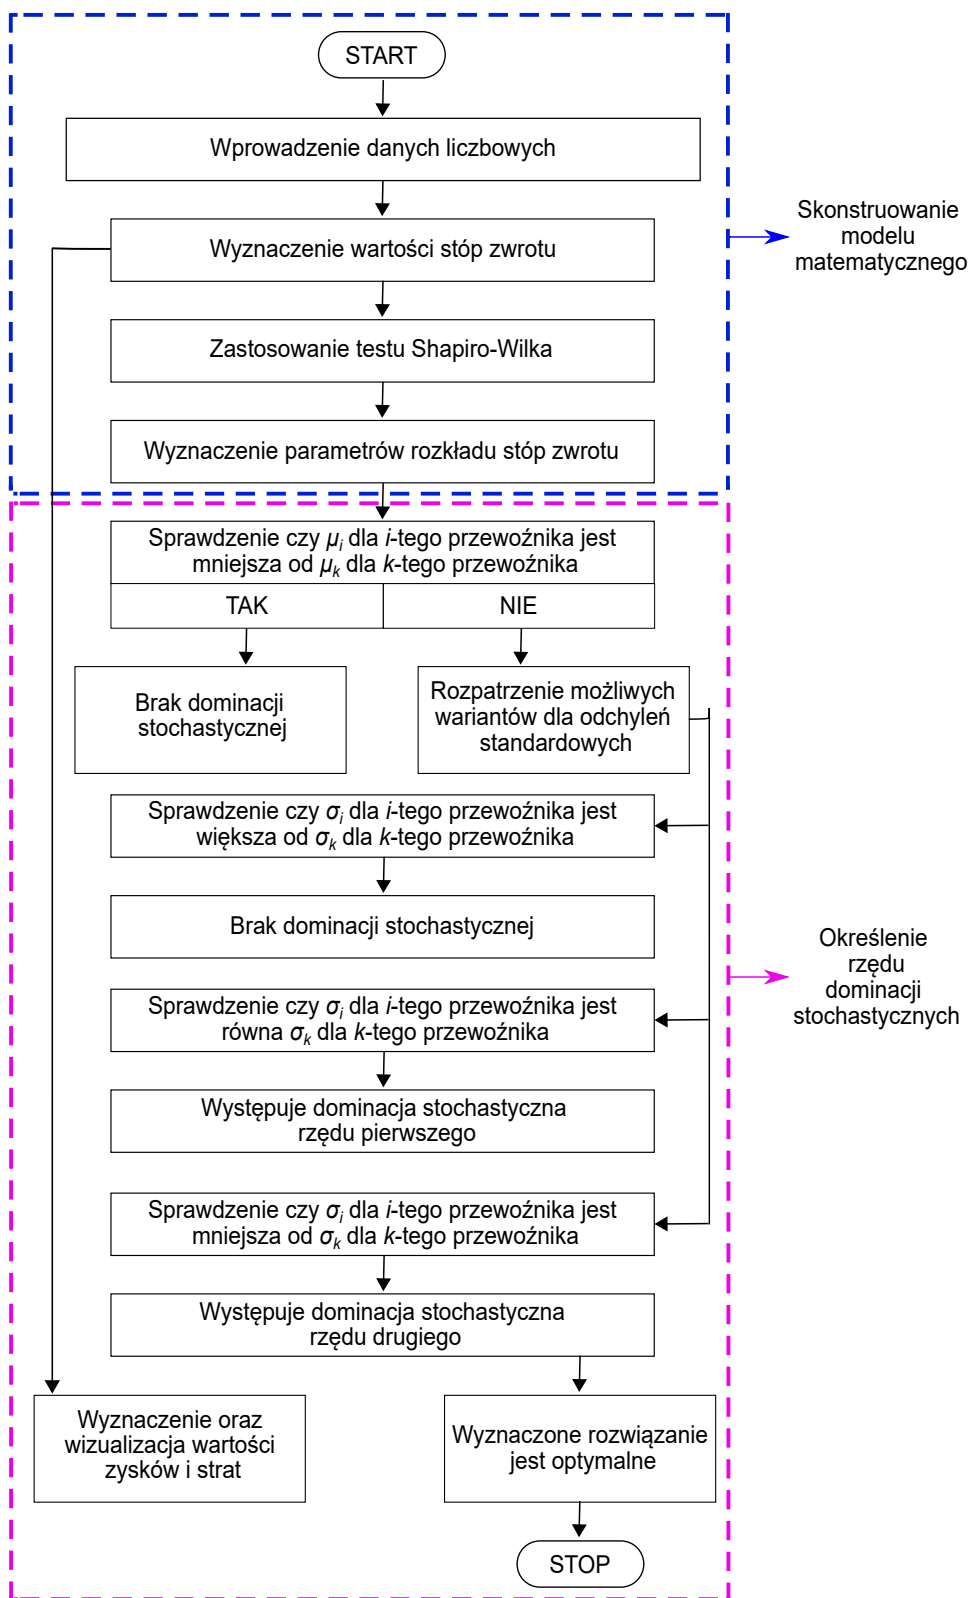 START
Wprowadzenie danych liczbowych
Wyznaczenie wartości stóp zwrotu
Skonstruowanie
modelu
matematycznego
Zastosowanie testu Shapiro-Wilka
Wyznaczenie parametrów rozkładu stóp zwrotu
Sprawdzenie czy μi dla i-tego przewoźnika jest
mniejsza od μk dla k-tego przewoźnika
TAK
NIE
Brak dominacji
stochastycznej
Rozpatrzenie możliwych
wariantów dla odchyleń
standardowych
Sprawdzenie czy σi dla i-tego przewoźnika jest
większa od σk dla k-tego przewoźnika
Brak dominacji stochastycznej
Określenie
rzędu
dominacji
stochastycznych
Sprawdzenie czy σi dla i-tego przewoźnika jest
równa σk dla k-tego przewoźnika
Występuje dominacja stochastyczna
rzędu pierwszego
Sprawdzenie czy σi dla i-tego przewoźnika jest
mniejsza od σk dla k-tego przewoźnika
Występuje dominacja stochastyczna
rzędu drugiego
Wyznaczenie oraz
wizualizacja wartości
zysków i strat
Wyznaczone rozwiązanie
jest optymalne
STOP